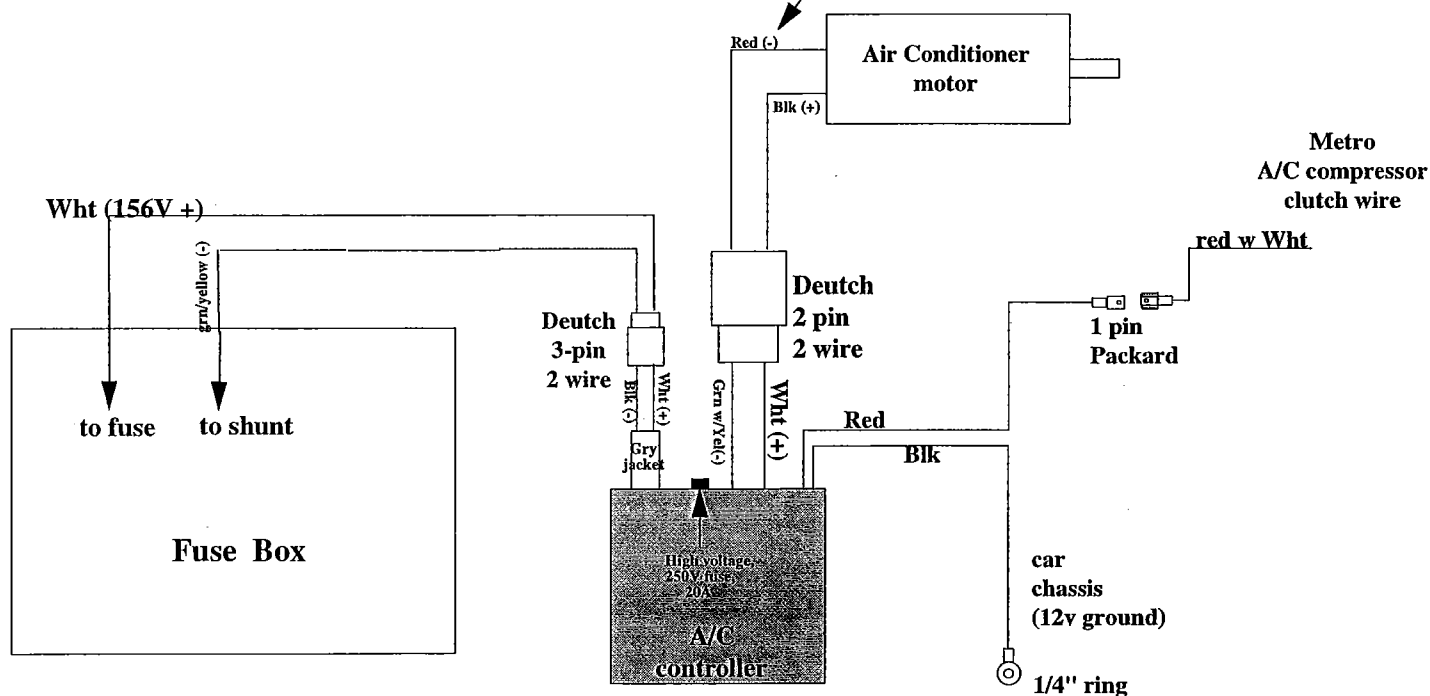 Red (-)
Air Conditioner
motor
Blk (+)
Metro
A/C compressor
clutch wire
Wht (156V +)
red w Wht
grn/yellow (-)
Deutch
3-pin
2 wire
Deutch
2 pin
2 wire
1 pin
Packard
Blk (-)
Wht (+)
Grn w/Yel(-)
Wht (+)
to fuse
to shunt
Red
Blk
Gry
jacket
Fuse Box
High voltage,
250V fuse,
20A
A/C
controller
car
chassis
(12v ground)
1/4" ring